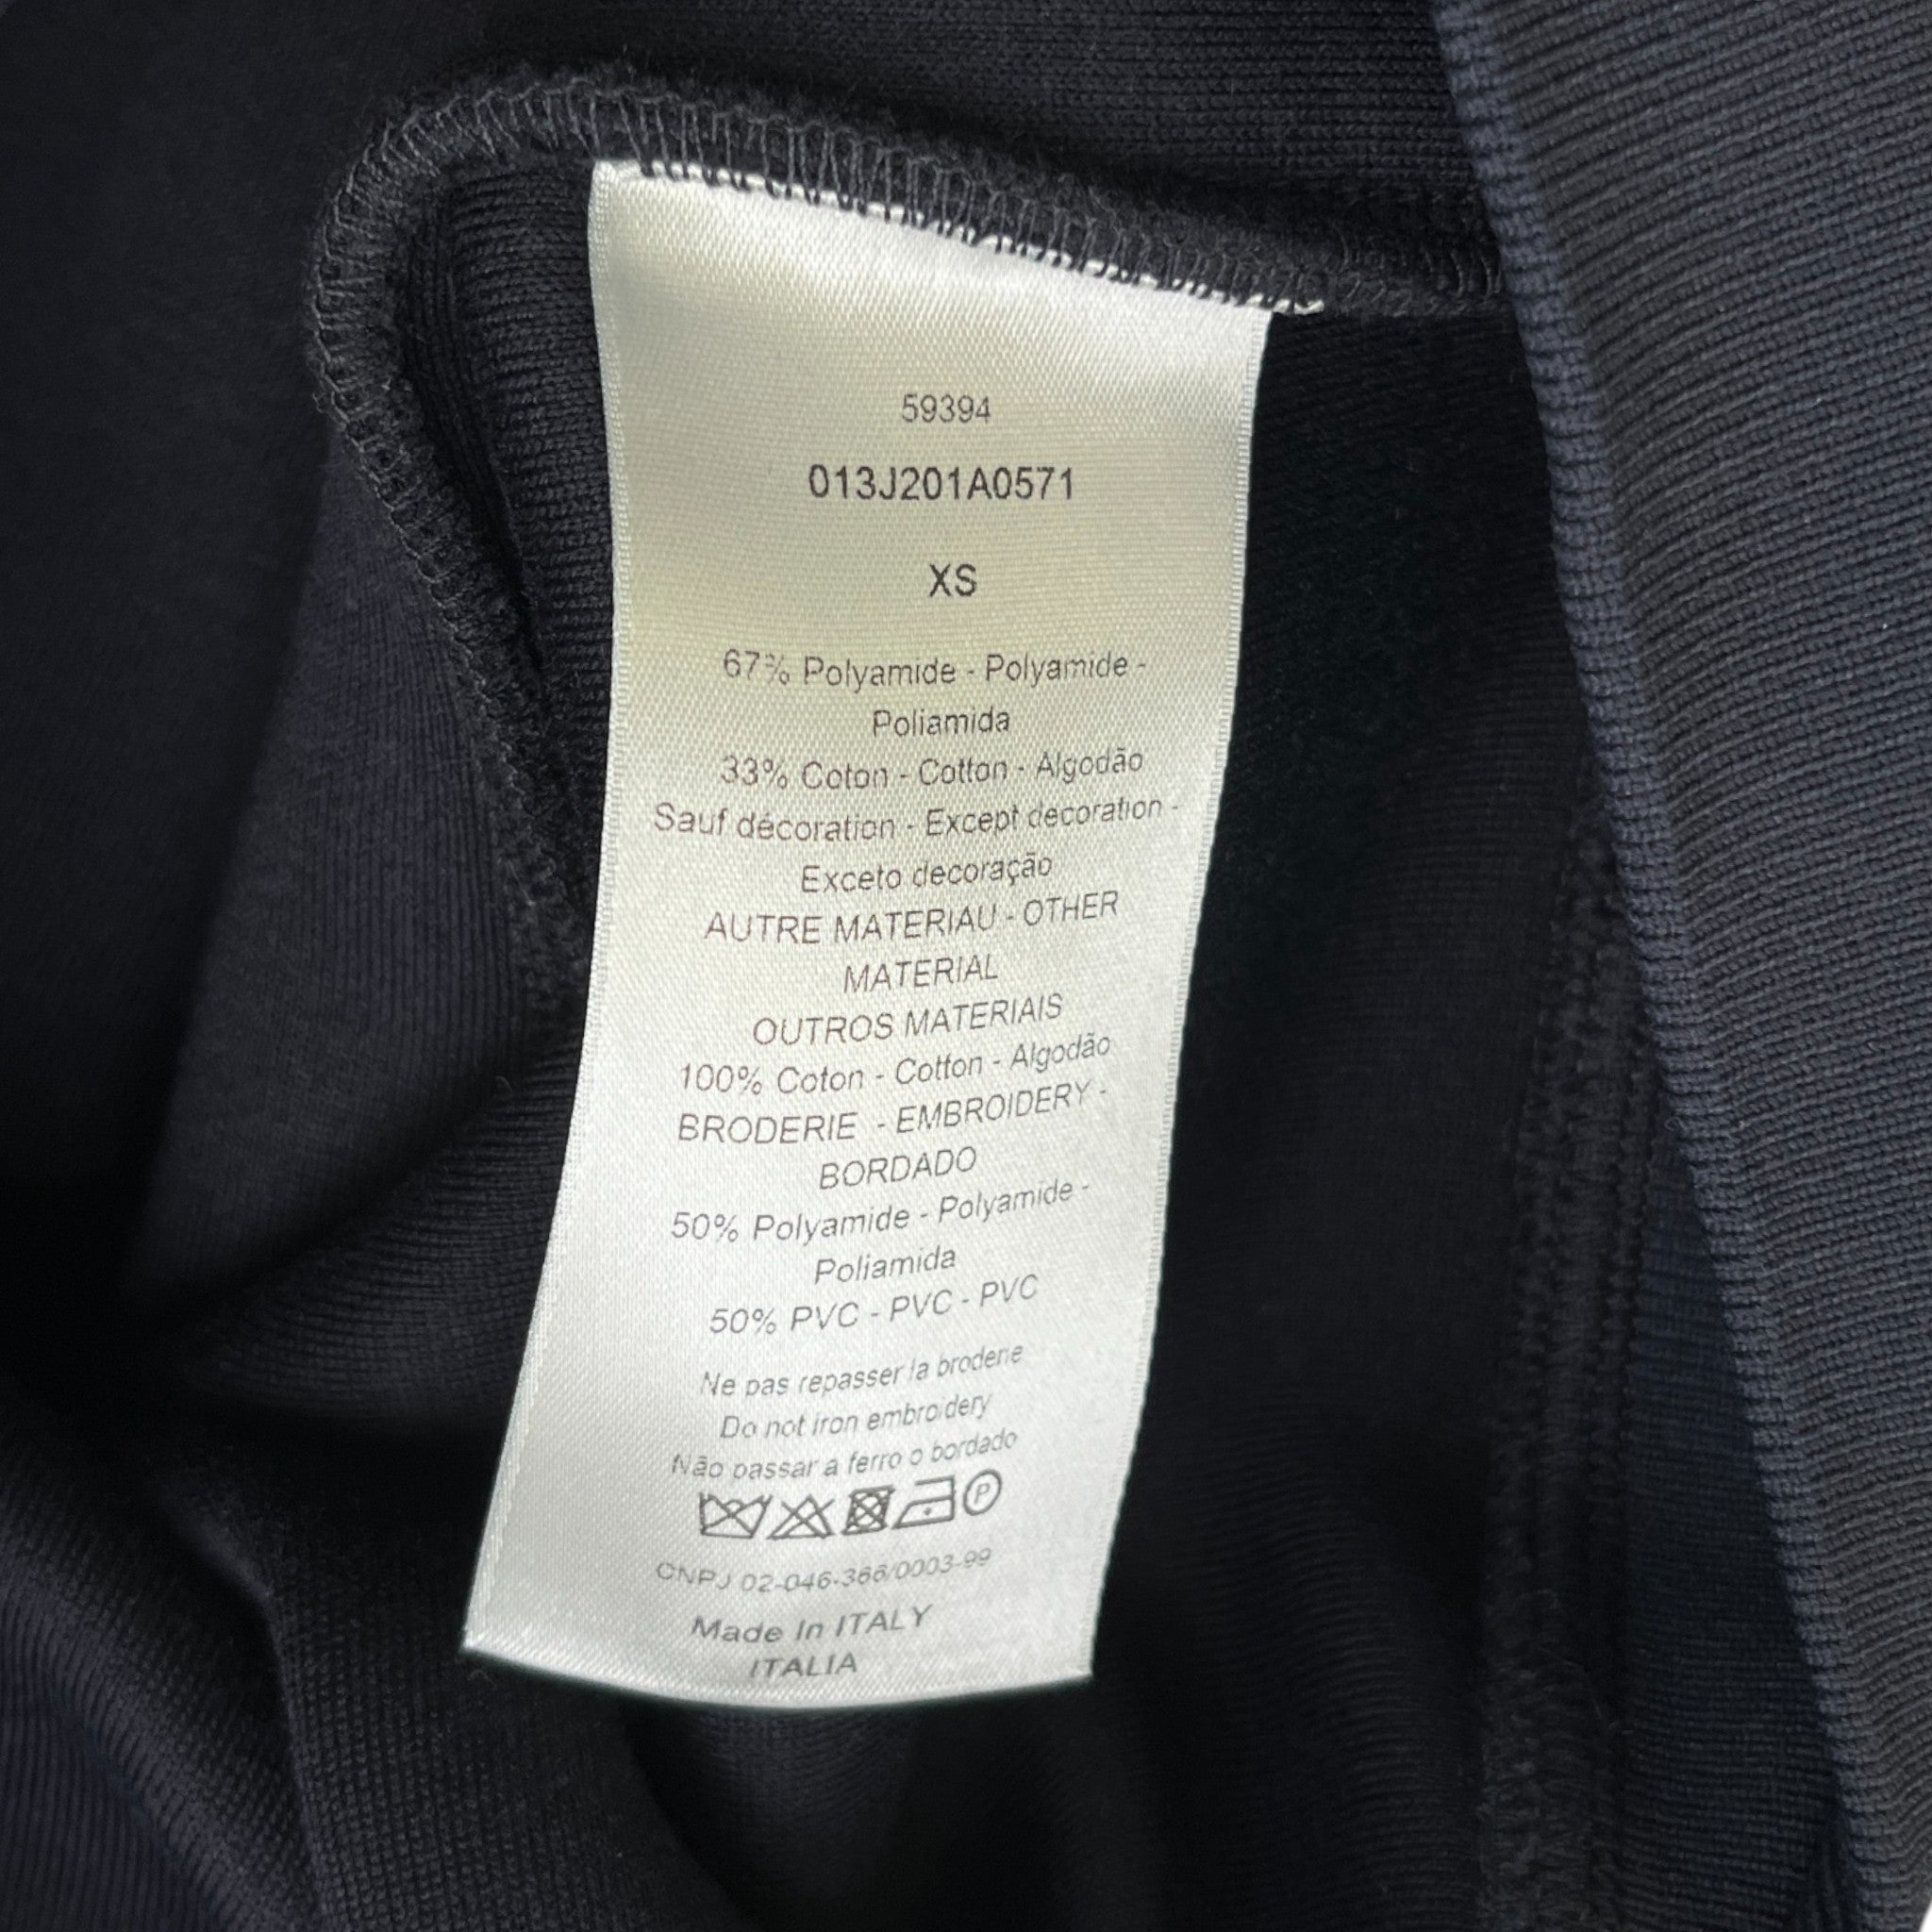 59394
013J201A0571
XS
67% Polyamide - Polyamide -
Poliamida
33% Coton - Cotton - Algodão
Sauf décoration - Except decoration -
Exceto decoração
AUTRE MATERIAU - OTHER
MATERIAL
OUTROS MATERIAIS
100% Coton - Cotton - Algodão
BRODERIE - EMBROIDERY -
BORDADO
50% Polyamide - Polyamide -
Poliamida
50% PVC - PVC - PVC
Ne pas repasser la broderie
Do not iron embroidery
Não passar a ferro o bordado
P
CNPJ 02-046-366/0003-99
Made In ITALY
ITALIA